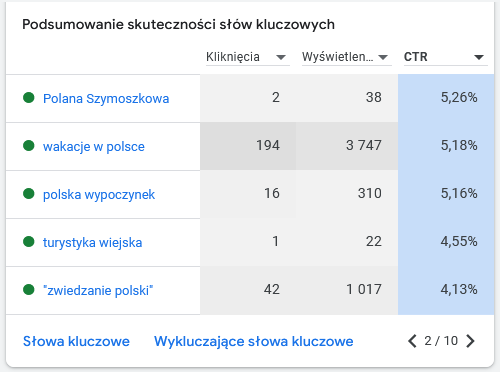 Podsumowanie skuteczności słów kluczowych
Kliknięcia Wyświetlen... CTR
Polana Szymoszkowa 2 38 5,26%
wakacje w polsce 194 3 747 5,18%
polska wypoczynek 16 310 5,16%
turystyka wiejska 1 22 4,55%
"zwiedzanie polski" 42 1 017 4,13%
Słowa kluczowe Wykluczające słowa kluczowe 2 / 10